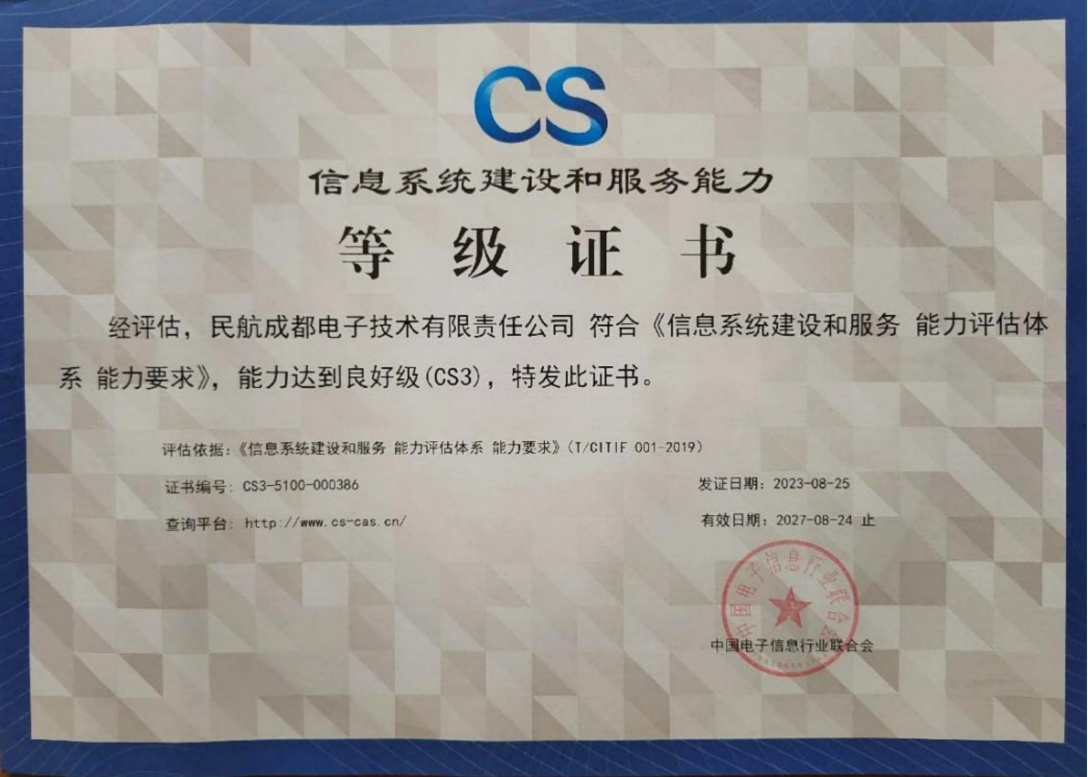 CS
信息系统建设和服务能力
等级证书
经评估，民航成都电子技术有限责任公司 符合《信息系统建设和服务 能力评估体
系 能力要求》，能力达到良好级(CS3)，特发此证书。
评估依据：《信息系统建设和服务 能力评估体系 能力要求》(T/CITIF 001-2019)
证书编号：CS3-5100-000386
发证日期：2023-08-25
查询平台：http://www.cs-cas.cn/
有效日期：2027-08-24 止
中国电子信息行业联合会
中国电子信息行业联合会